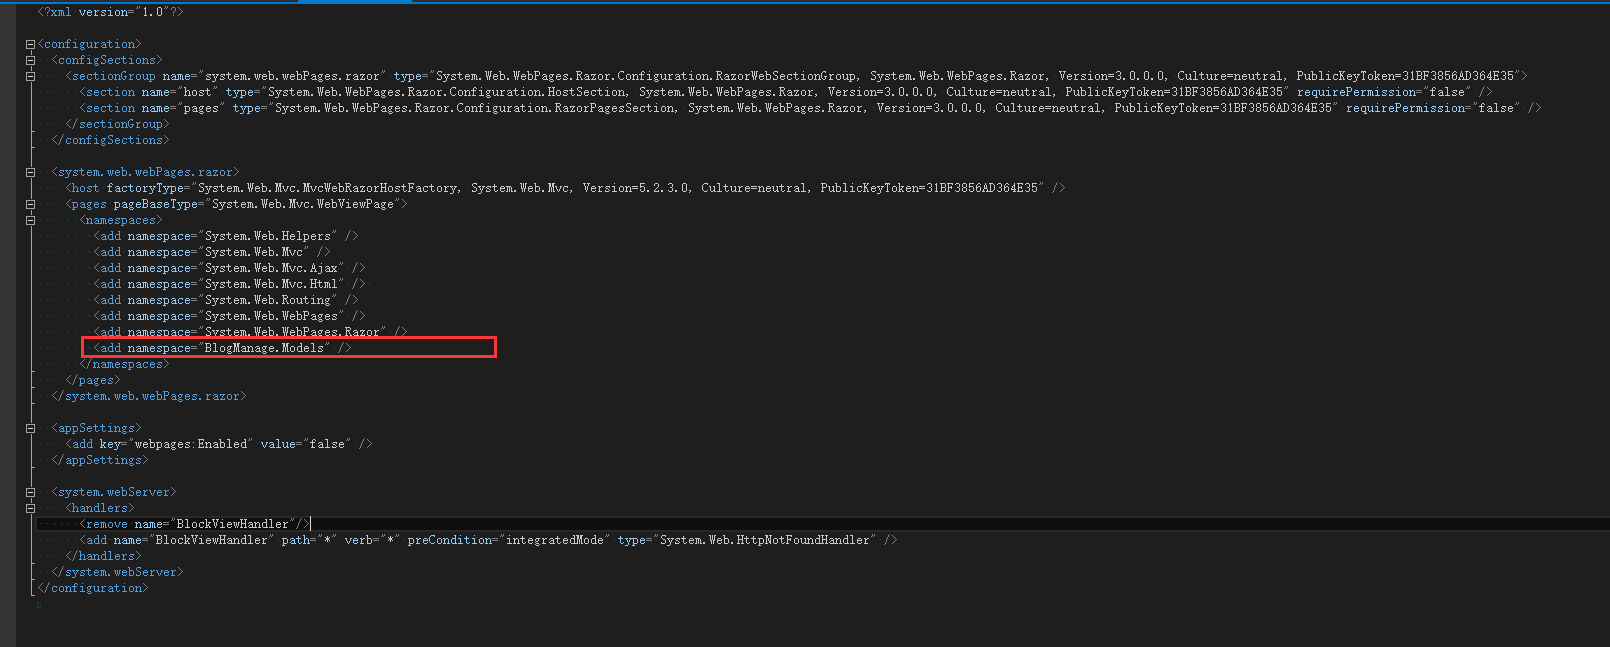 <?xml version="1.0"?>
<configuration>
<configSections>
<sectionGroup name="system.web.webPages.razor" type="System.Web.WebPages.Razor.Configuration.RazorWebSectionGroup, System.Web.WebPages.Razor, Version=3.0.0.0, Culture=neutral, PublicKeyToken=31BF3856AD364E35">
<section name="host" type="System.Web.WebPages.Razor.Configuration.HostSection, System.Web.WebPages.Razor, Version=3.0.0.0, Culture=neutral, PublicKeyToken=31BF3856AD364E35" requirePermission="false" />
<section name="pages" type="System.Web.WebPages.Razor.Configuration.RazorPagesSection, System.Web.WebPages.Razor, Version=3.0.0.0, Culture=neutral, PublicKeyToken=31BF3856AD364E35" requirePermission="false" />
</sectionGroup>
</configSections>
<system.web.webPages.razor>
<host factoryType="System.Web.Mvc.MvcWebRazorHostFactory, System.Web.Mvc, Version=5.2.3.0, Culture=neutral, PublicKeyToken=31BF3856AD364E35" />
<pages pageBaseType="System.Web.Mvc.WebViewPage">
<namespaces>
<add namespace="System.Web.Helpers" />
<add namespace="System.Web.Mvc" />
<add namespace="System.Web.Mvc.Ajax" />
<add namespace="System.Web.Mvc.Html" />
<add namespace="System.Web.Routing" />
<add namespace="System.Web.WebPages" />
<add namespace="System.Web.WebPages.Razor" />
<add namespace="BlogManage.Models" />
</namespaces>
</pages>
</system.web.webPages.razor>
<appSettings>
<add key="webpages:Enabled" value="false" />
</appSettings>
<system.webServer>
<handlers>
<remove name="BlockViewHandler"/>
<add name="BlockViewHandler" path="*" verb="*" preCondition="integratedMode" type="System.Web.HttpNotFoundHandler" />
</handlers>
</system.webServer>
</configuration>